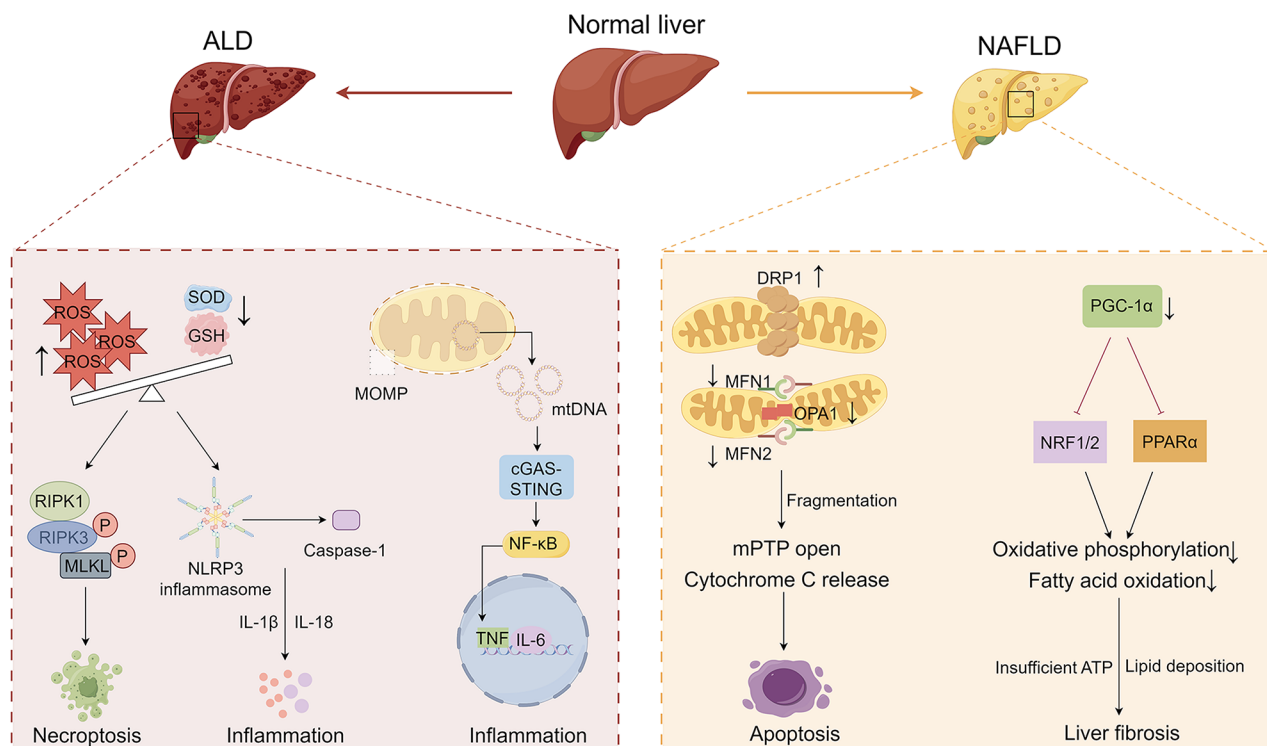 Normal liver
ALD
NAFLD
ROS
ROS
ROS
SOD
GSH
MOMP
mtDNA
cGAS-
STING
NF-κB
TNF
IL-6
Inflammation
RIPK1
RIPK3
P
MLKL
P
Necroptosis
NLRP3
inflammasome
Caspase-1
IL-1β
IL-18
Inflammation
DRP1
MFN1
OPA1
MFN2
Fragmentation
mPTP open
Cytochrome C release
Apoptosis
PGC-1α
NRF1/2
PPARα
Oxidative phosphorylation
Fatty acid oxidation
Insufficient ATP
Lipid deposition
Liver fibrosis